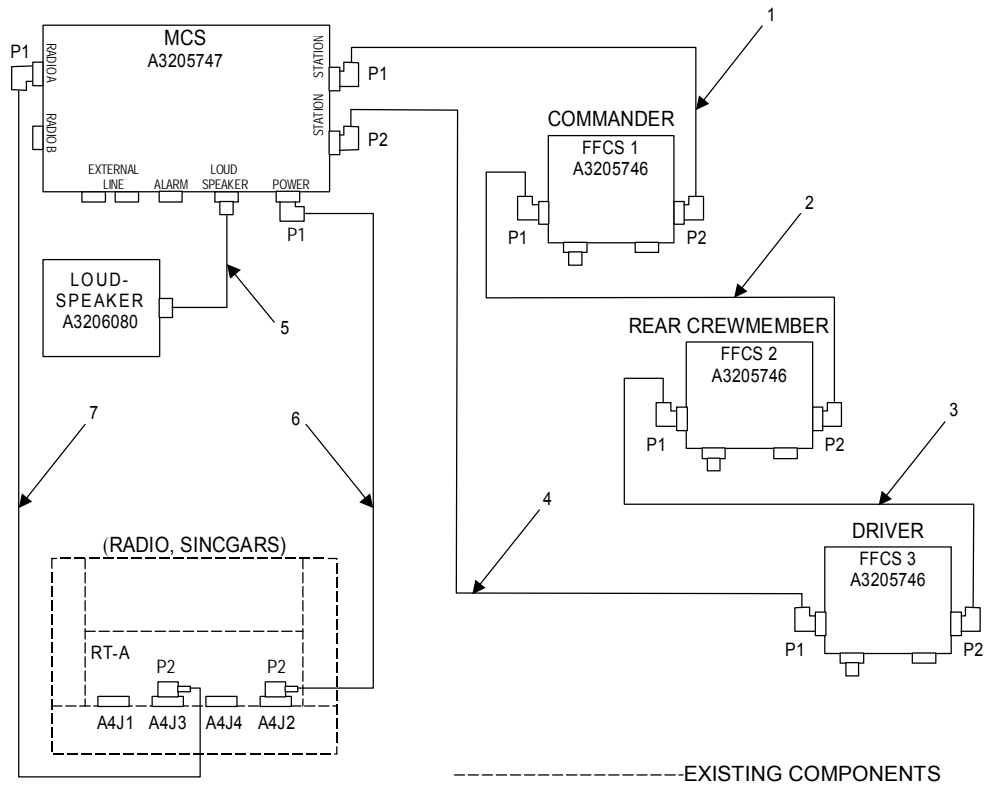 1
MCS
A3205747
P1
RADIO A
STATION
P1
RADIO B
STATION
P2
COMMANDER
FFCS 1
A3205746
EXTERNAL
LINE
ALARM
LOUD
SPEAKER
POWER
P1
P1
P2
2
LOUD-
SPEAKER
A3206080
5
REAR CREWMEMBER
FFCS 2
A3205746
7
6
P1
P2
3
4
(RADIO, SINCGARS)
DRIVER
FFCS 3
A3205746
RT-A
P2
P2
P1
P2
A4J1
A4J3
A4J4
A4J2
EXISTING COMPONENTS